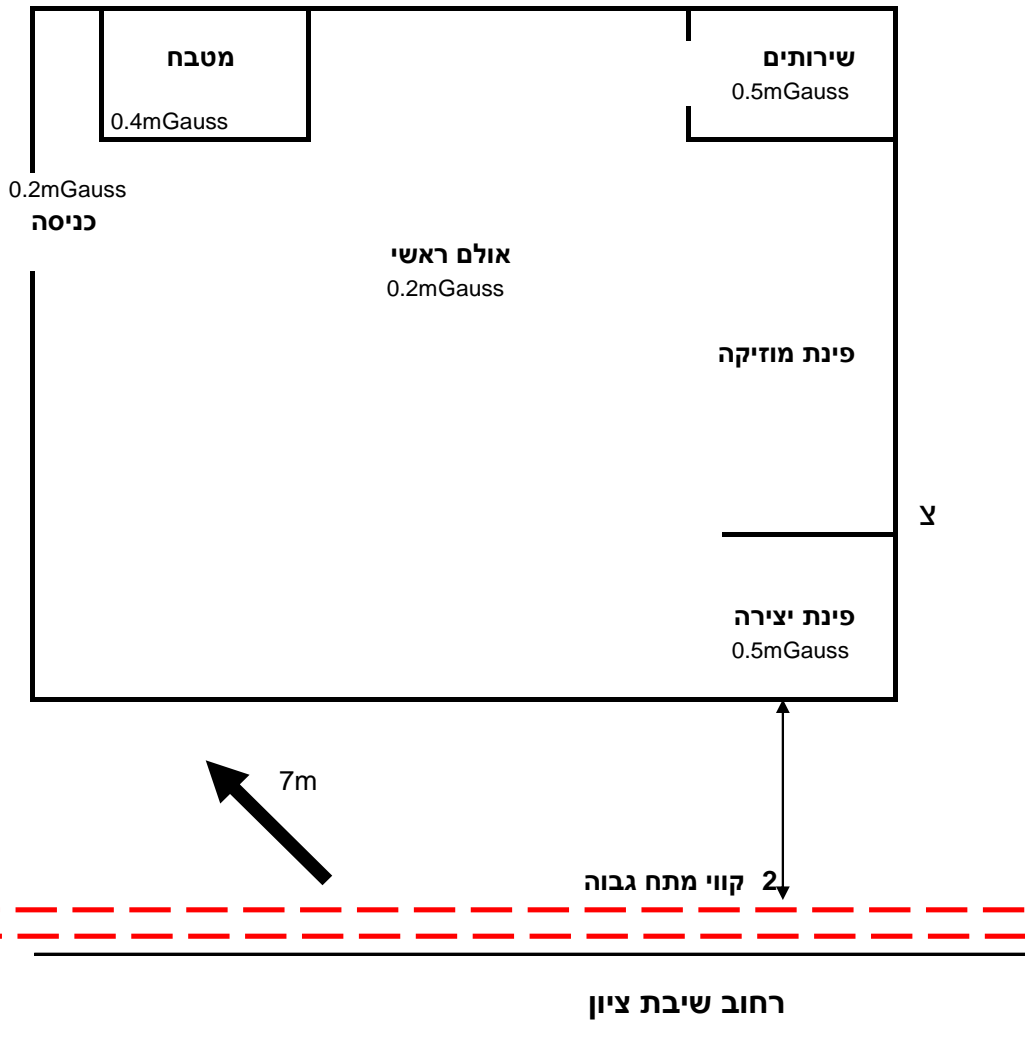 שירותים
0.5mGauss
מטבח
0.4mGauss
0.2mGauss
כניסה
אולם ראשי
0.2mGauss
פינת מוזיקה
צ
פינת יצירה
0.5mGauss
7m
2 קווי מתח גבוה
רחוב שיבת ציון